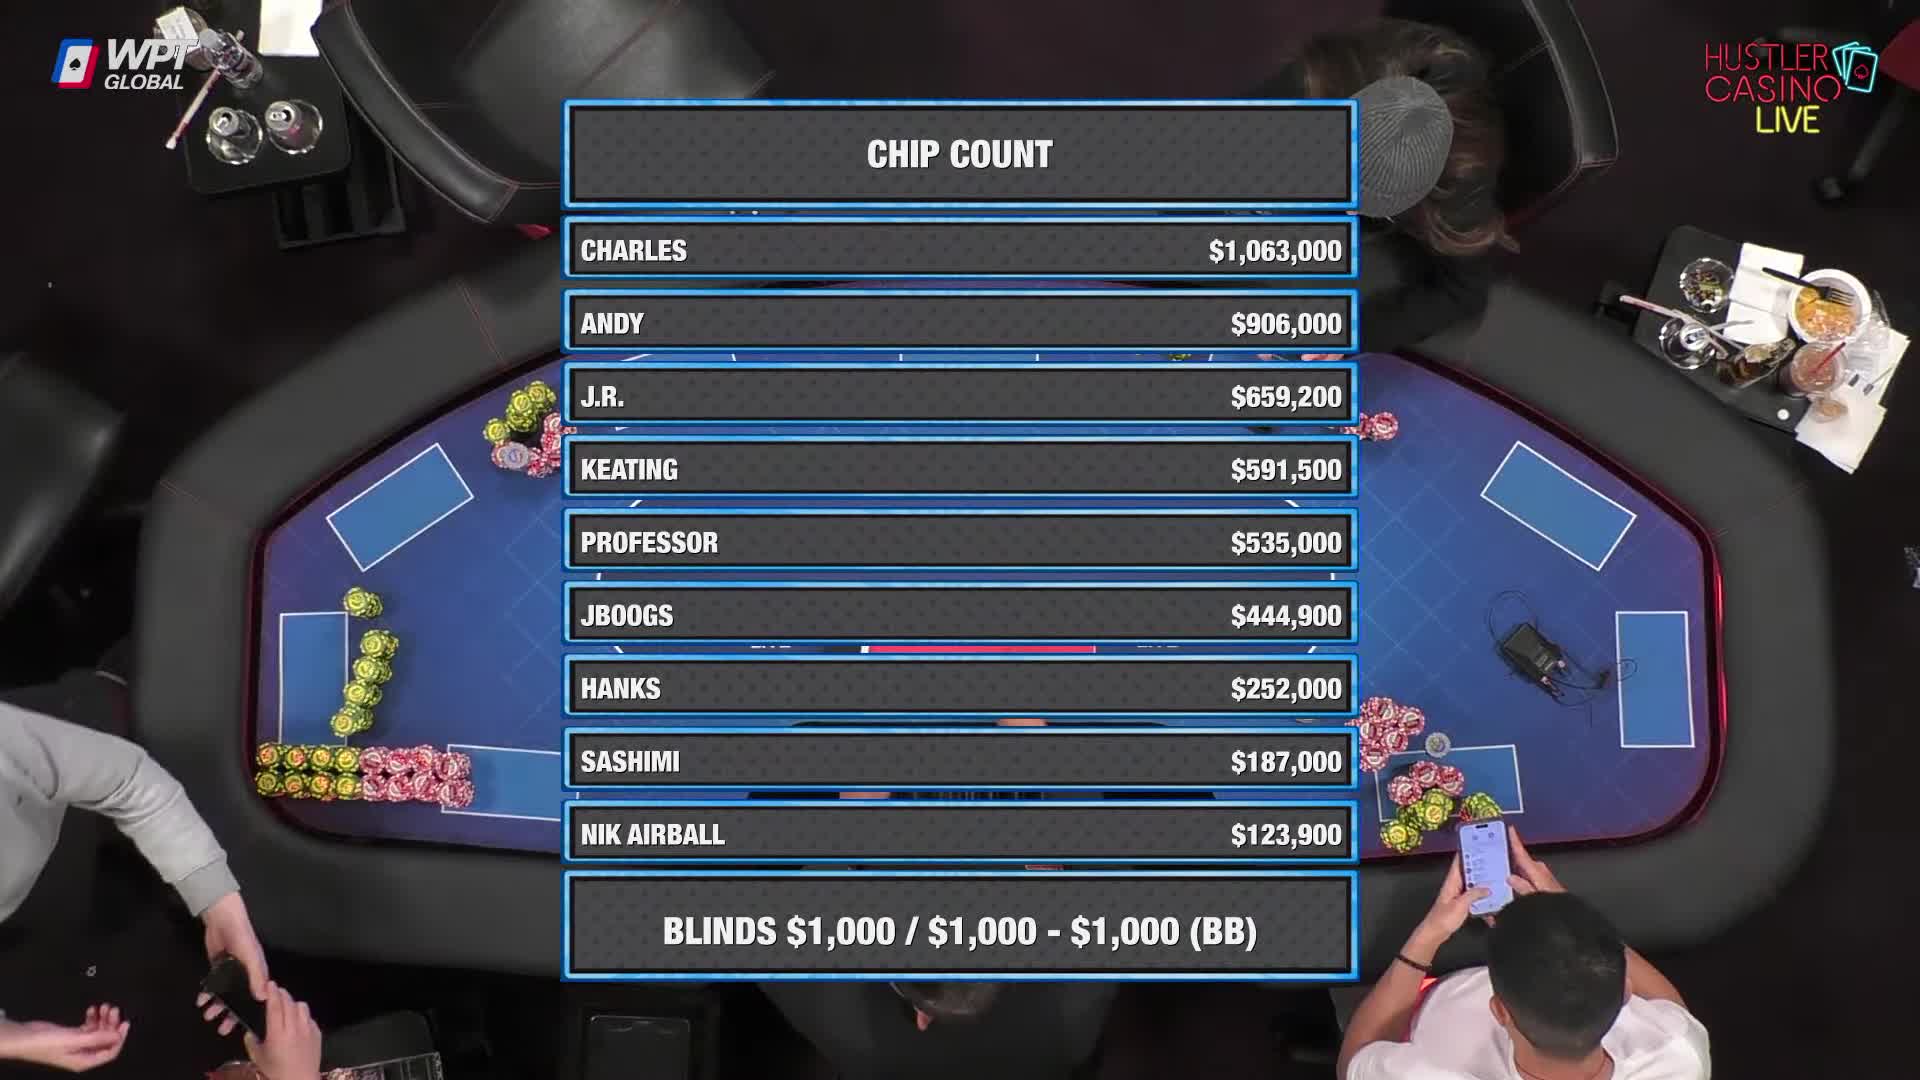 WPT
GLOBAL
HUSTLER
CASINO
LIVE
CHIP COUNT
CHARLES $1,063,000
ANDY $906,000
J.R. $659,200
KEATING $591,500
PROFESSOR $535,000
JBOOGS $444,900
HANKS $252,000
SASHIMI $187,000
NIK AIRBALL $123,900
BLINDS $1,000 / $1,000 - $1,000 (BB)